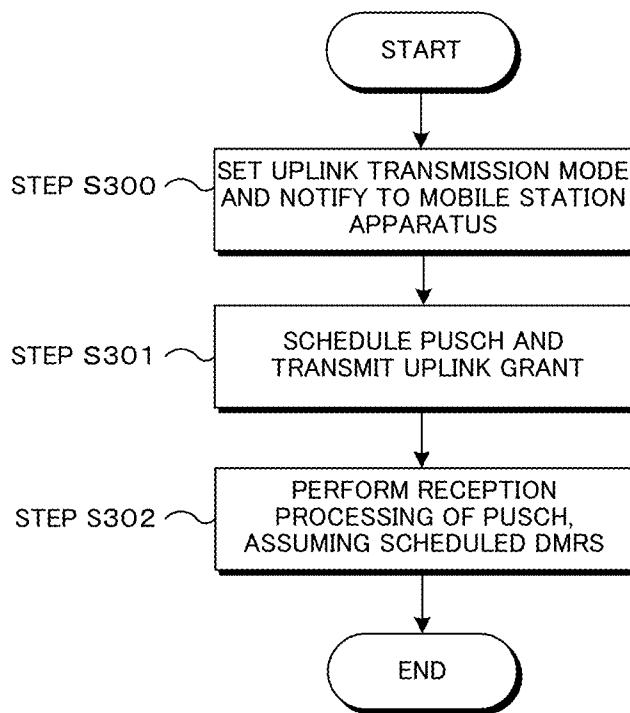 START
STEP S300
SET UPLINK TRANSMISSION MODE
AND NOTIFY TO MOBILE STATION
APPARATUS
STEP S301
SCHEDULE PUSCH AND
TRANSMIT UPLINK GRANT
STEP S302
PERFORM RECEPTION
PROCESSING OF PUSCH,
ASSUMING SCHEDULED DMRS
END